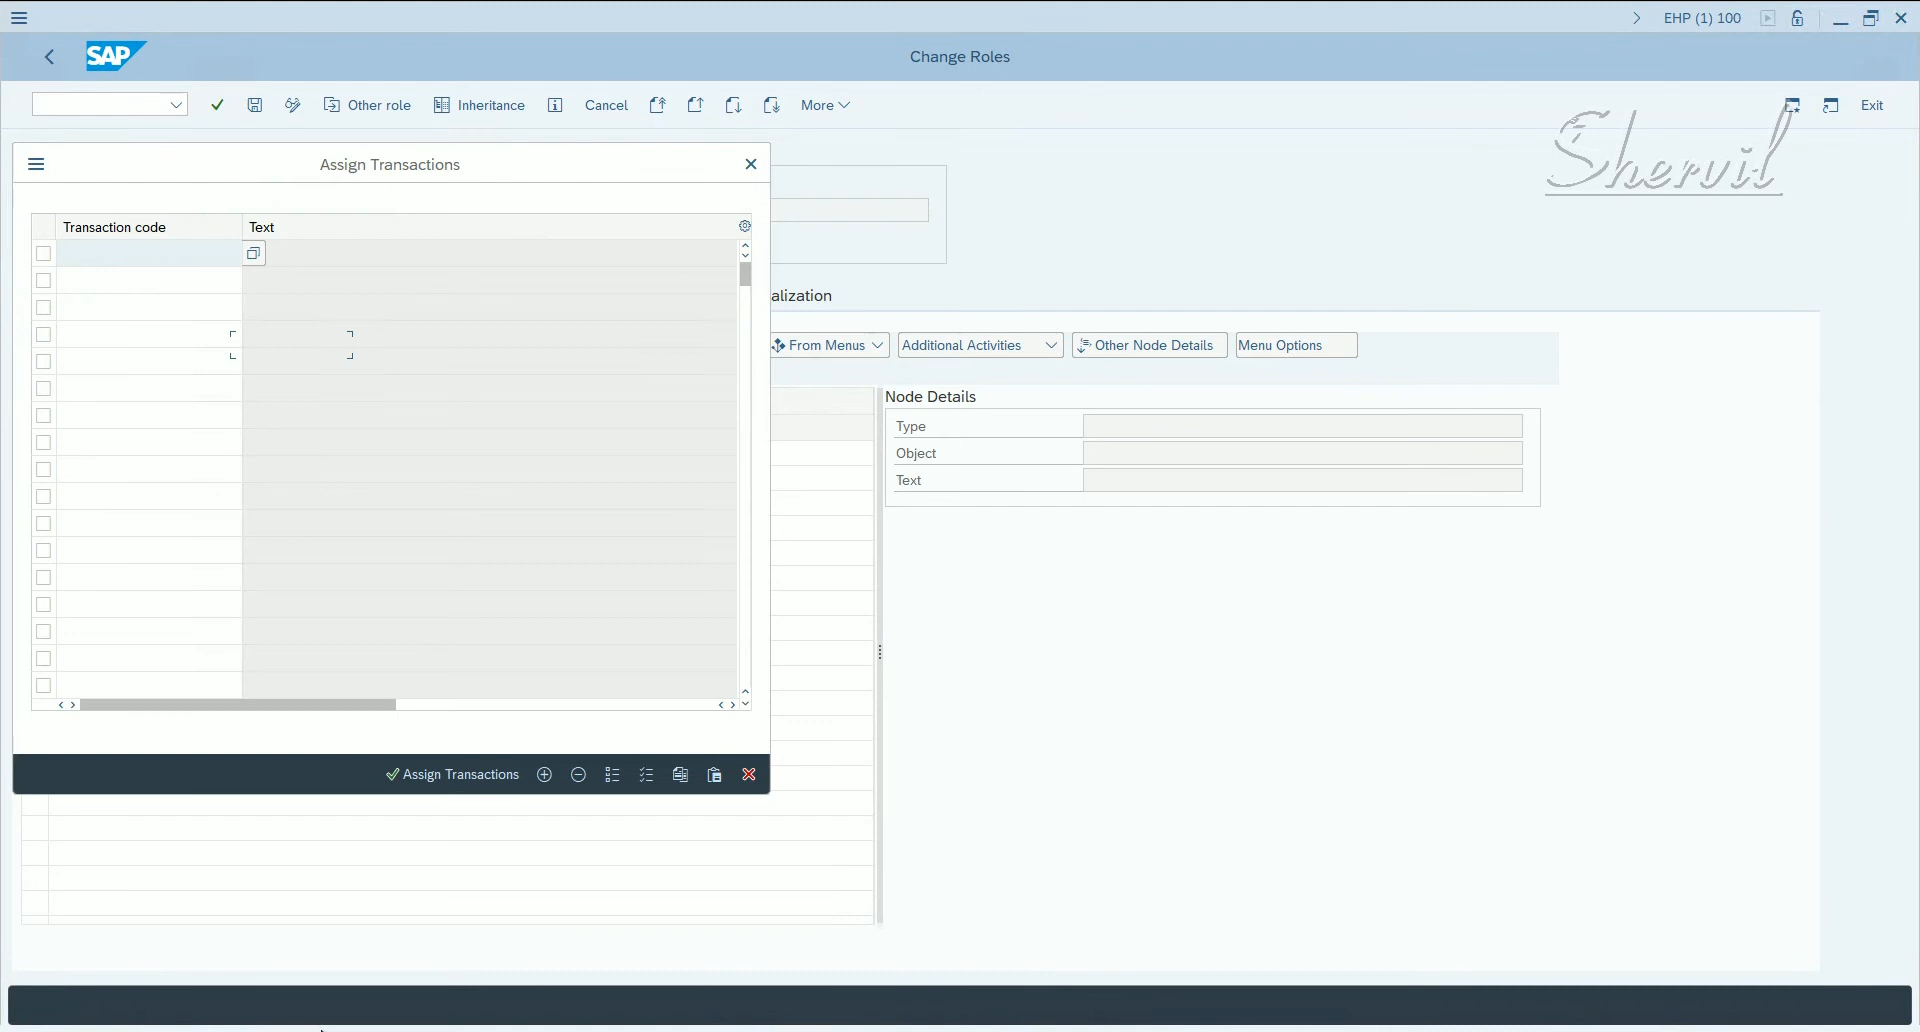 EHP (1) 100
SAP
Change Roles
Other role
Inheritance
Cancel
More
Exit
Shervil
Assign Transactions
Transaction code
Text
alization
From Menus
Additional Activities
Other Node Details
Menu Options
Node Details
Type
Object
Text
Assign Transactions